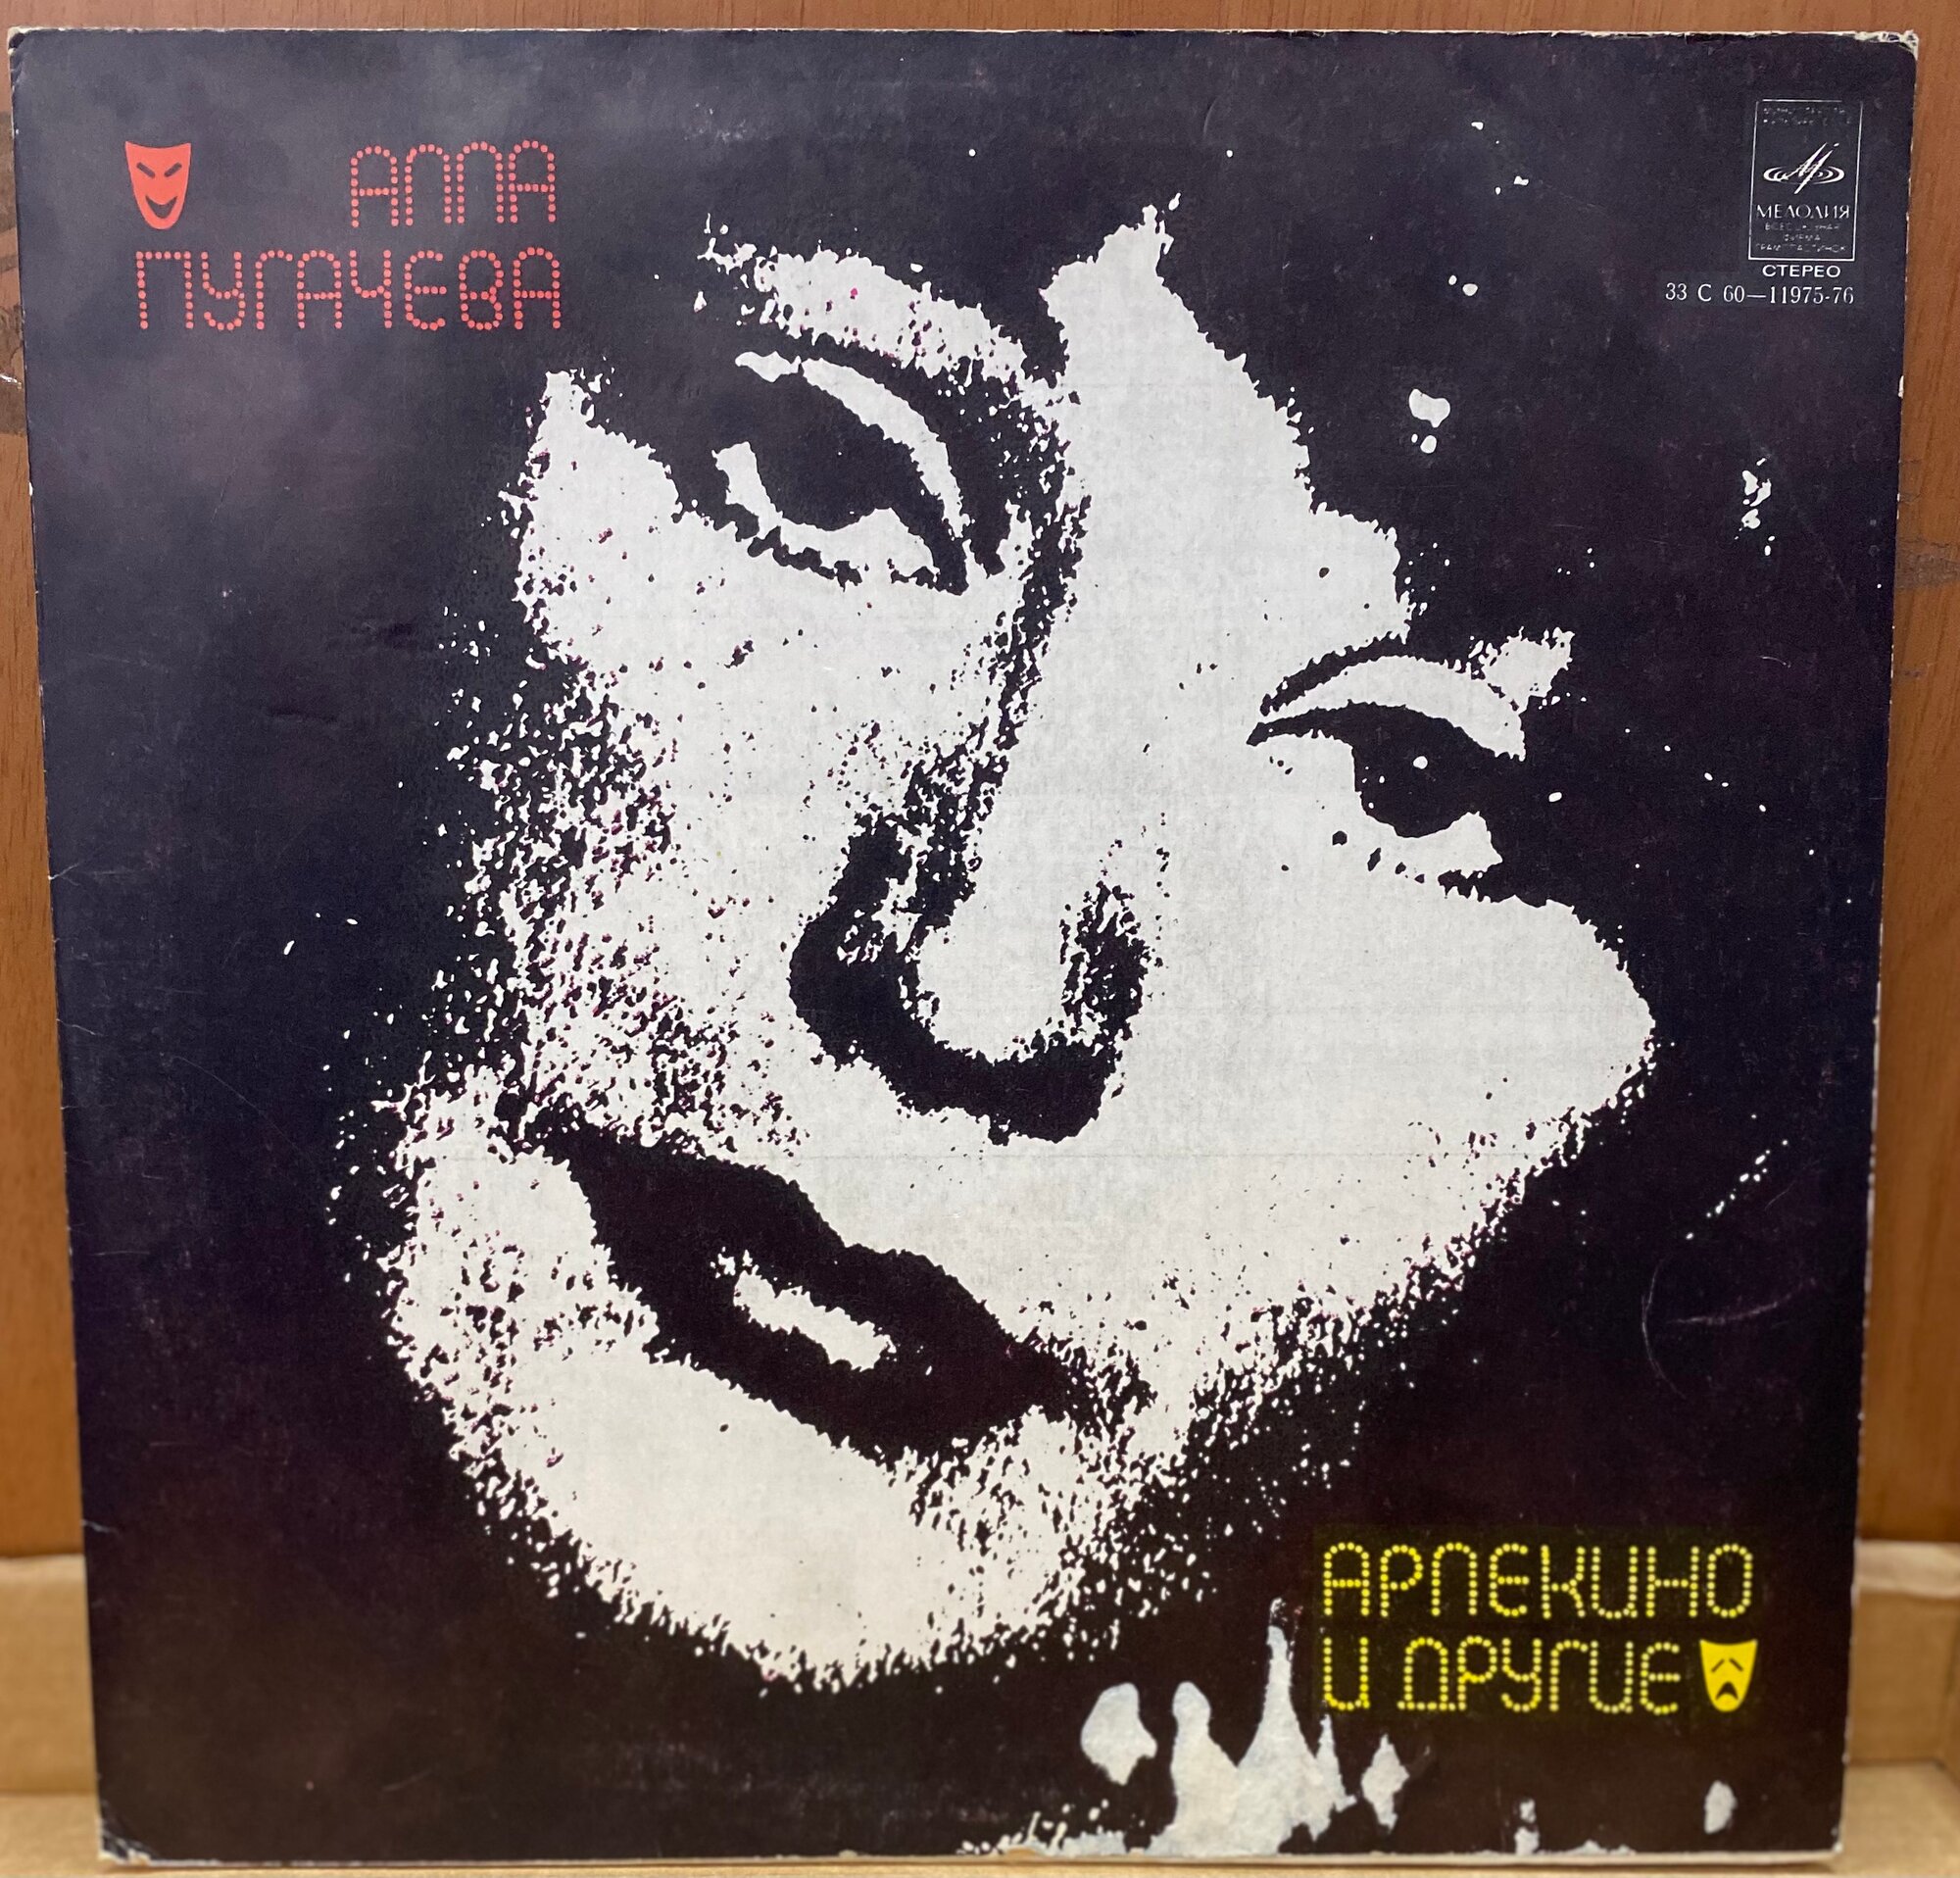 АЛЛА
ПУГАЧЕВА
МЕЛОДИЯ
СТЕРЕО
33 С 60—11975-76
АРЛЕКИНО
И ДРУГИЕ